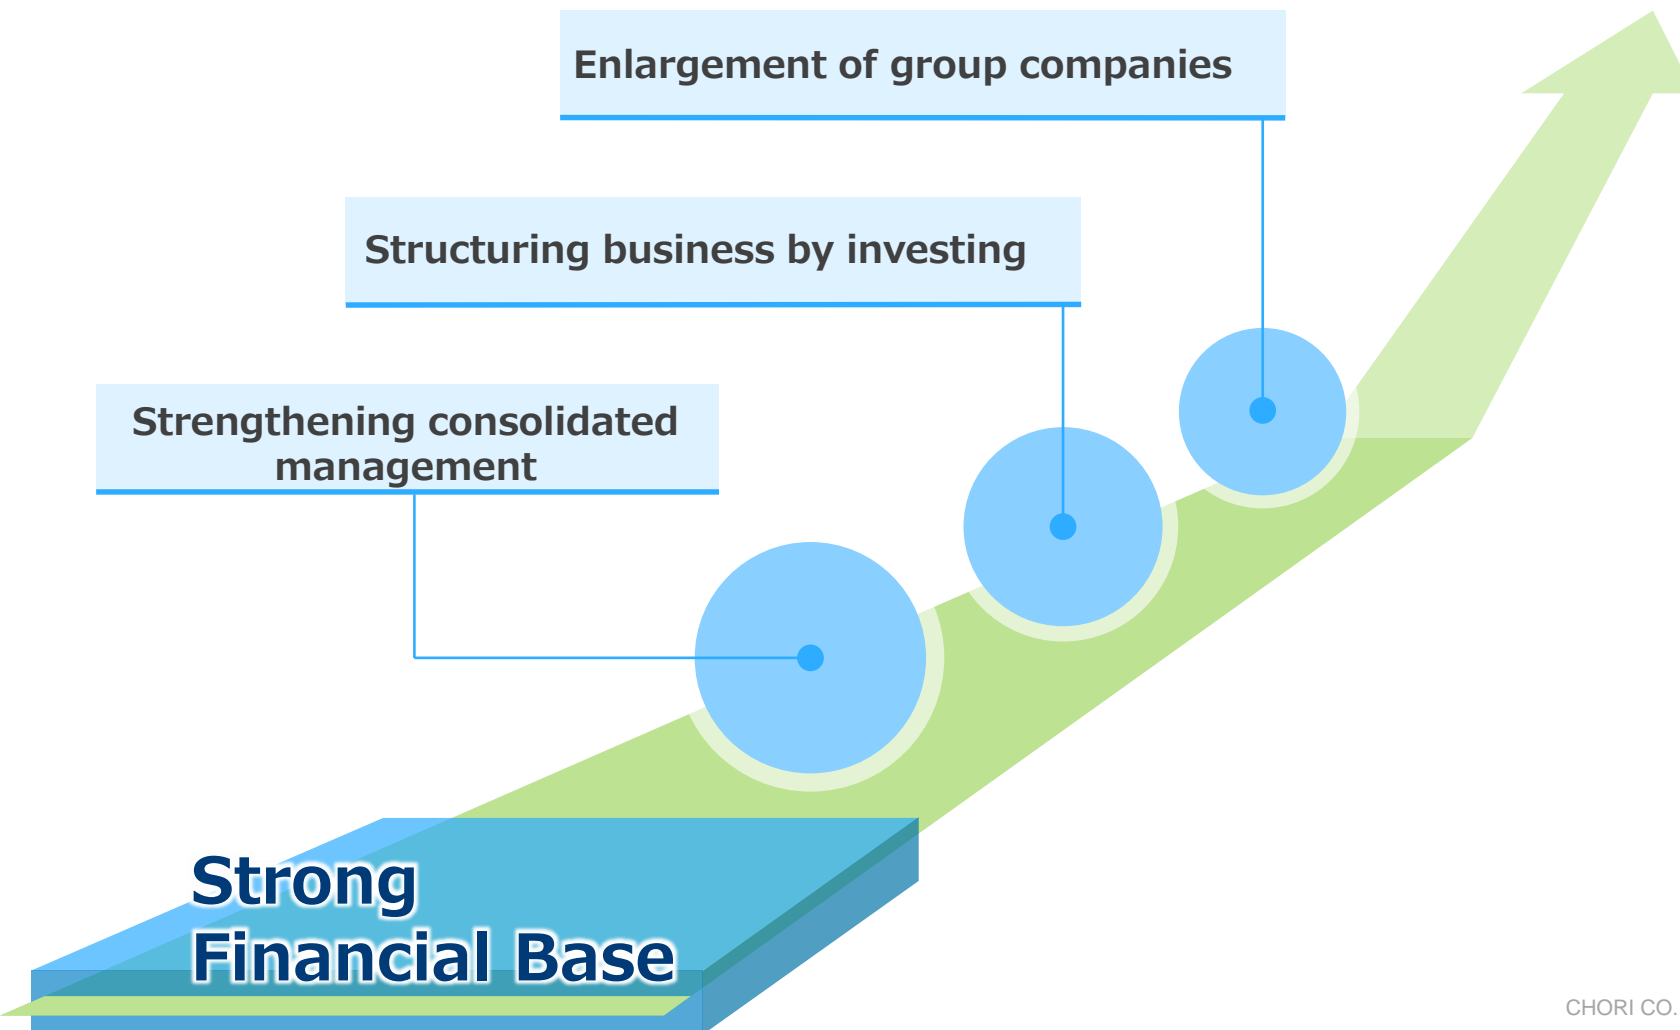 Enlargement of group companies
Structuring business by investing
Strengthening consolidated
management
Strong
Financial Base
CHORI CO.